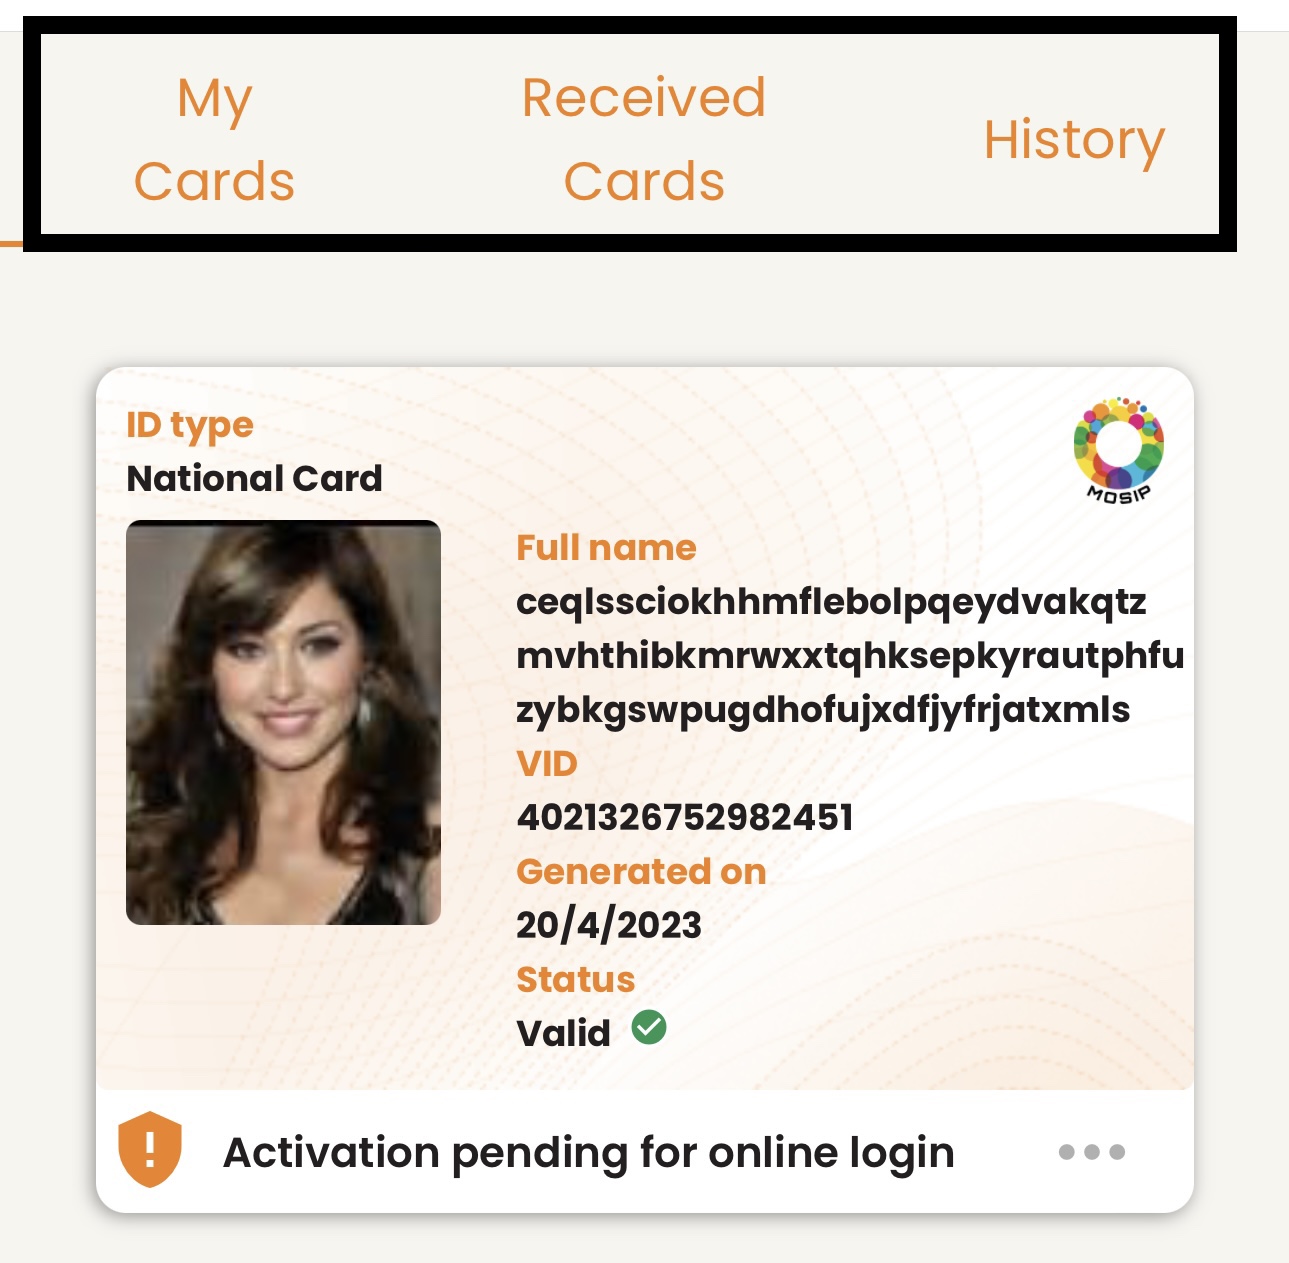 My
Cards
Received
Cards
History
ID type
National Card
MOSIP
Full name
ceqlssciokhhmflebolpqeydvakqtz
mvhthibkmrwxxtqhksepkyrautphfu
zybkgswpugdhofujxdfjyfrjatxmls
VID
4021326752982451
Generated on
20/4/2023
Status
Valid
Activation pending for online login